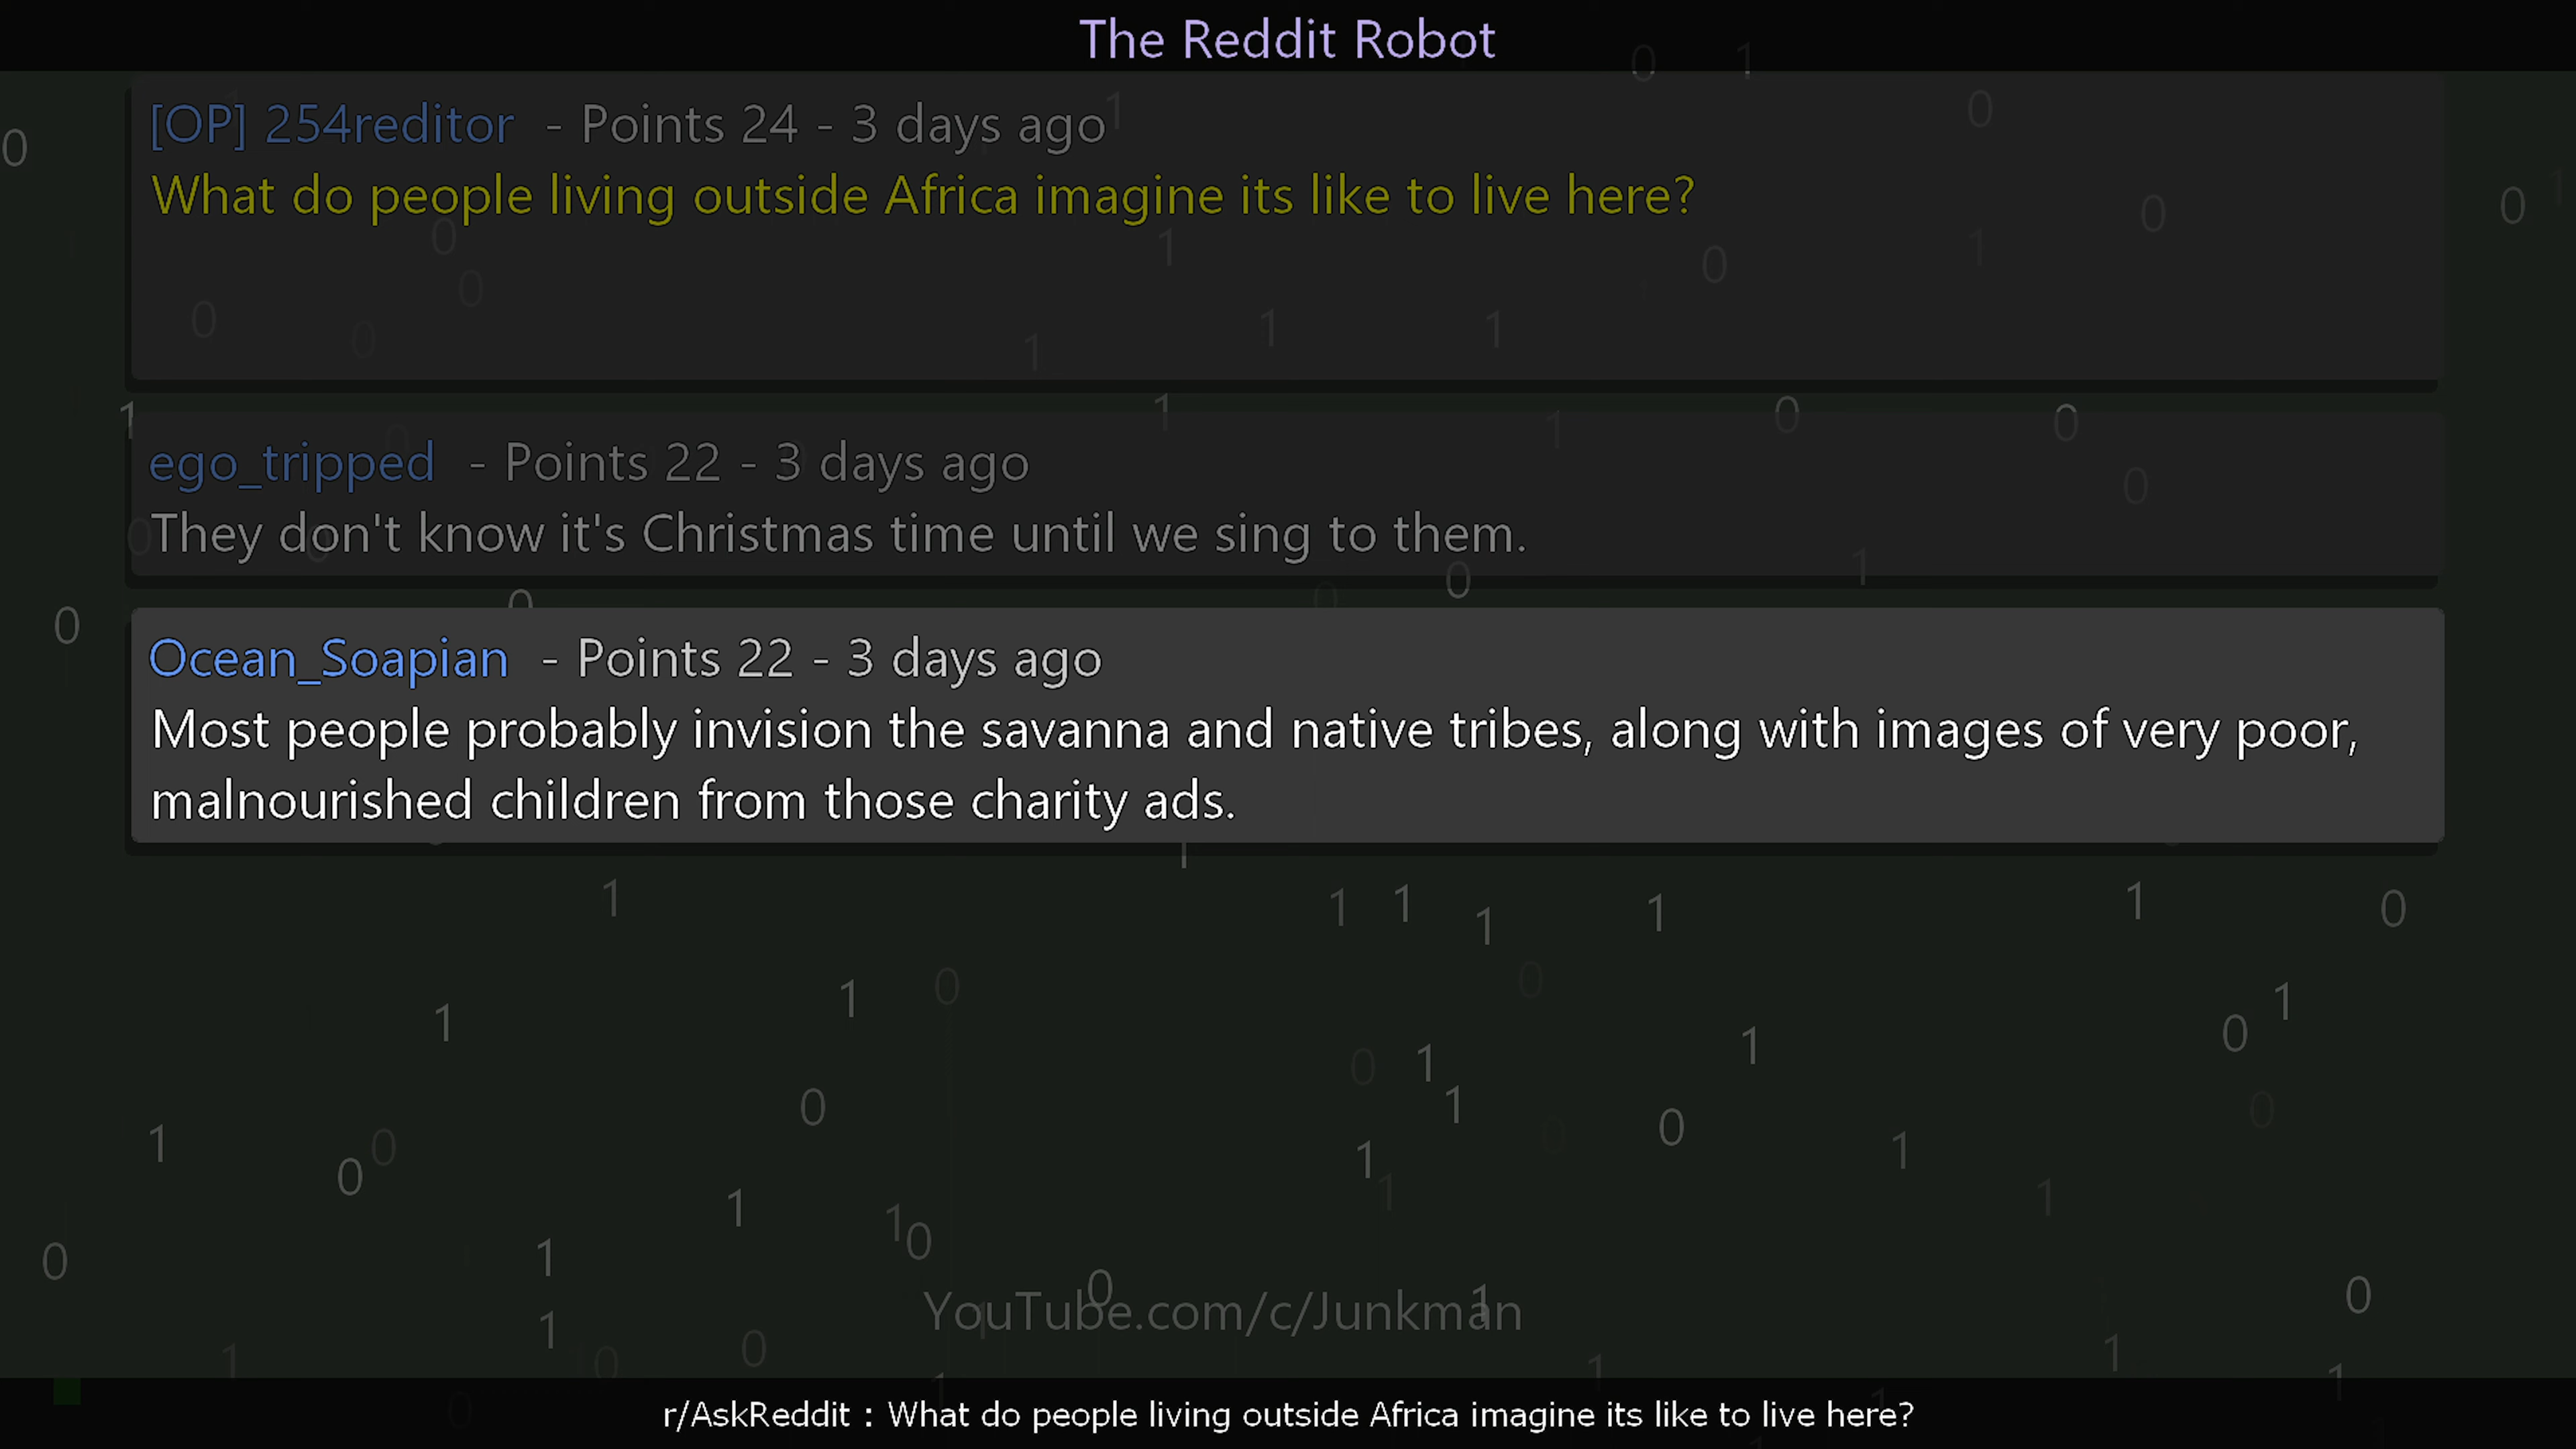 The Reddit Robot
[OP] 254reditor - Points 24 - 3 days ago
What do people living outside Africa imagine its like to live here?
ego_tripped - Points 22 - 3 days ago
They don't know it's Christmas time until we sing to them.
Ocean_Soapian - Points 22 - 3 days ago
Most people probably invision the savanna and native tribes, along with images of very poor,
malnourished children from those charity ads.
YouTube.com/c/Junkman
r/AskReddit : What do people living outside Africa imagine its like to live here?